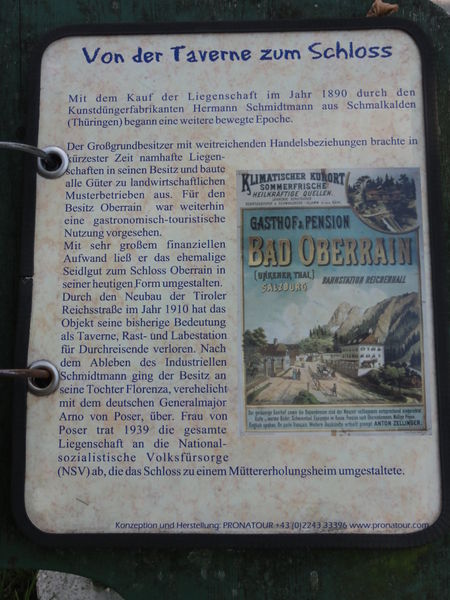 Von der Taverne zum Schloss
Mit dem Kauf der Liegenschaft im Jahr 1890 durch den
Kunstdüngerfabrikanten Hermann Schmidtmann aus Schmalkalden
(Thüringen) begann eine weitere bewegte Epoche.
Der Großgrundbesitzer mit weitreichenden Handelsbeziehungen brachte in
kürzester Zeit namhafte Liegen-
schaften in seinen Besitz und baute
alle Güter zu landwirtschaftlichen
Musterbetrieben aus. Für den
Besitz Oberrain war weiterhin
eine gastronomisch-touristische
Nutzung vorgesehen.
Mit sehr großem finanziellen
Aufwand ließ er das ehemalige
Seidlgut zum Schloss Oberrain in
seiner heutigen Form umgestalten.
Durch den Neubau der Tiroler
Reichsstraße im Jahr 1910 hat das
Objekt seine bisherige Bedeutung
als Taverne, Rast- und Labestation
für Durchreisende verloren. Nach
dem Ableben des Industriellen
Schmidtmann ging der Besitz an
seine Tochter Florenza, verehelicht
mit dem deutschen Generalmajor
Arno von Poser, über. Frau von
Poser trat 1939 die gesamte
Liegenschaft an die National-
sozialistische Volksfürsorge
(NSV) ab, die das Schloss zu einem Müttererholungsheim umgestaltete.
KLIMATISCHER KURORT
SOMMERFRISCHE
HEILKRÄFTIGE QUELLEN.
GASTHOF & PENSION
BAD OBERRAIN
(UNKENER THAL)
SALZBURG
BAHNSTATION REICHENHALL
ANTON ZELLINGER
Konzeption und Herstellung: PRONATOUR +43 (0)2243 33396 www.pronatour.com